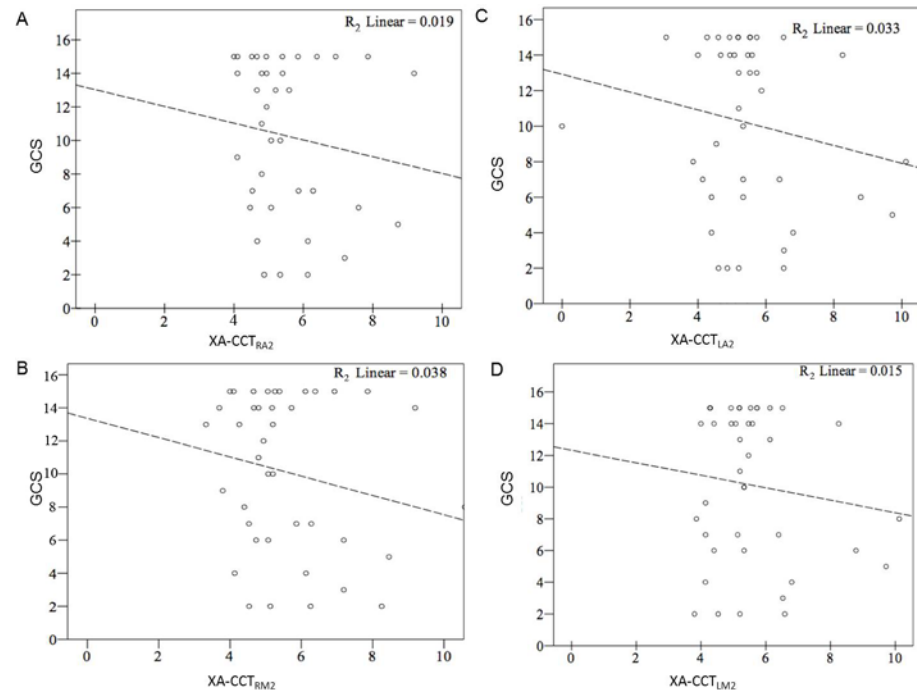 A
R₂ Linear = 0.019
16
14
12
10
8
6
4
2
0
GCS
0 2 4 6 8 10
XA-CCT_RA2
C
R₂ Linear = 0.033
16
14
12
10
8
6
4
2
0
GCS
0 2 4 6 8 10
XA-CCT_LA2
B
R₂ Linear = 0.038
16
14
12
10
8
6
4
2
0
GCS
0 2 4 6 8 10
XA-CCT_RM2
D
R₂ Linear = 0.015
16
14
12
10
8
6
4
2
0
GCS
0 2 4 6 8 10
XA-CCT_LM2